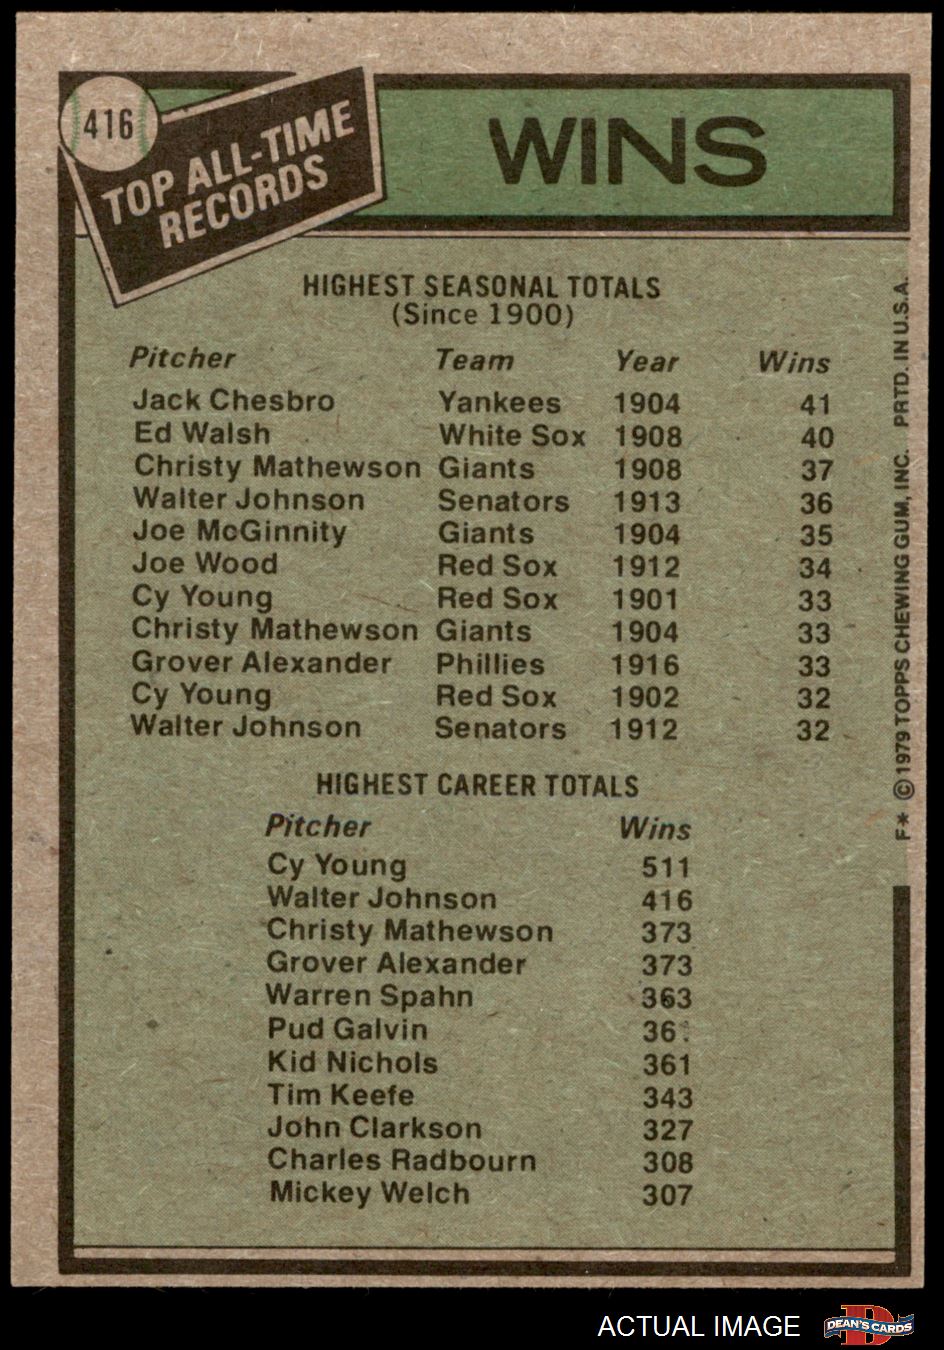 416
TOP ALL-TIME
RECORDS
WINS
HIGHEST SEASONAL TOTALS
(Since 1900)
Pitcher Team Year Wins
Jack Chesbro Yankees 1904 41
Ed Walsh White Sox 1908 40
Christy Mathewson Giants 1908 37
Walter Johnson Senators 1913 36
Joe McGinnity Giants 1904 35
Joe Wood Red Sox 1912 34
Cy Young Red Sox 1901 33
Christy Mathewson Giants 1904 33
Grover Alexander Phillies 1916 33
Cy Young Red Sox 1902 32
Walter Johnson Senators 1912 32
HIGHEST CAREER TOTALS
Pitcher Wins
Cy Young 511
Walter Johnson 416
Christy Mathewson 373
Grover Alexander 373
Warren Spahn 363
Pud Galvin
Kid Nichols 361
Tim Keefe 343
John Clarkson 327
Charles Radbourn 308
Mickey Welch 307
F* © 1979 TOPPS CHEWING GUM, INC. PRTD. IN U.S.A.
ACTUAL IMAGE
DEAN'S CARDS